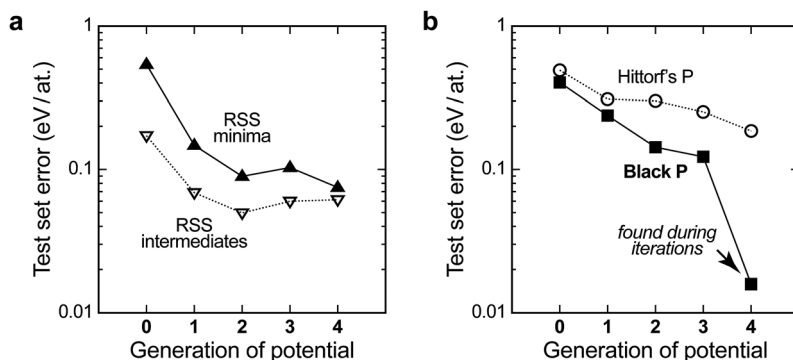 a
Test set error (eV / at.)
1
0.1
0.01
RSS
minima
RSS
intermediates
0 1 2 3 4
Generation of potential
b
Test set error (eV / at.)
1
0.1
0.01
Hittorf's P
Black P
found during
iterations
0 1 2 3 4
Generation of potential